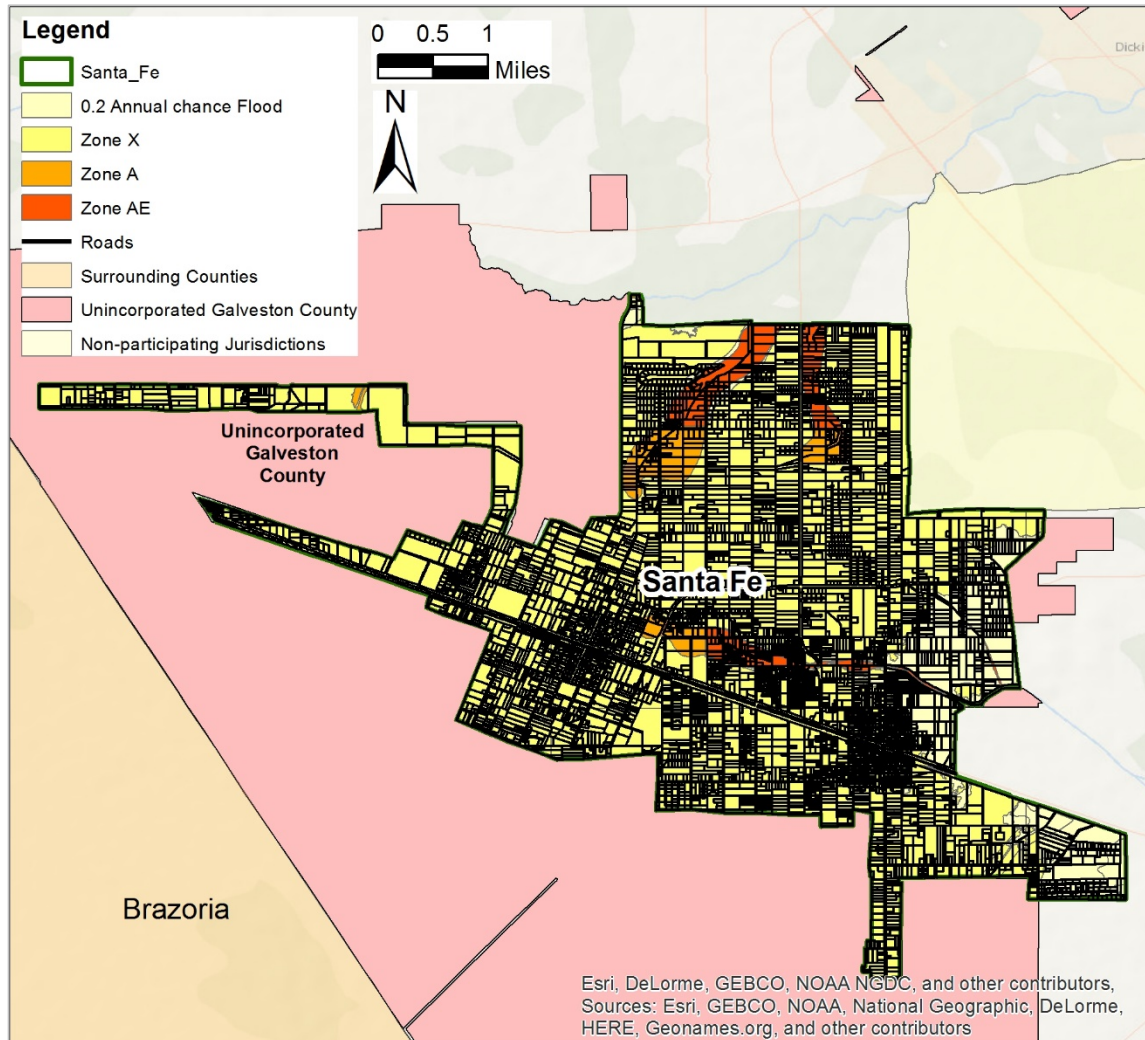 Legend
Santa_Fe
0.2 Annual chance Flood
Zone X
Zone A
Zone AE
Roads
Surrounding Counties
Unincorporated Galveston County
Non-participating Jurisdictions
0 0.5 1
Miles
N
Dicki
Unincorporated
Galveston
County
Santa Fe
Brazoria
Esri, DeLorme, GEBCO, NOAA NGDC, and other contributors,
Sources: Esri, GEBCO, NOAA, National Geographic, DeLorme,
HERE, Geonames.org, and other contributors